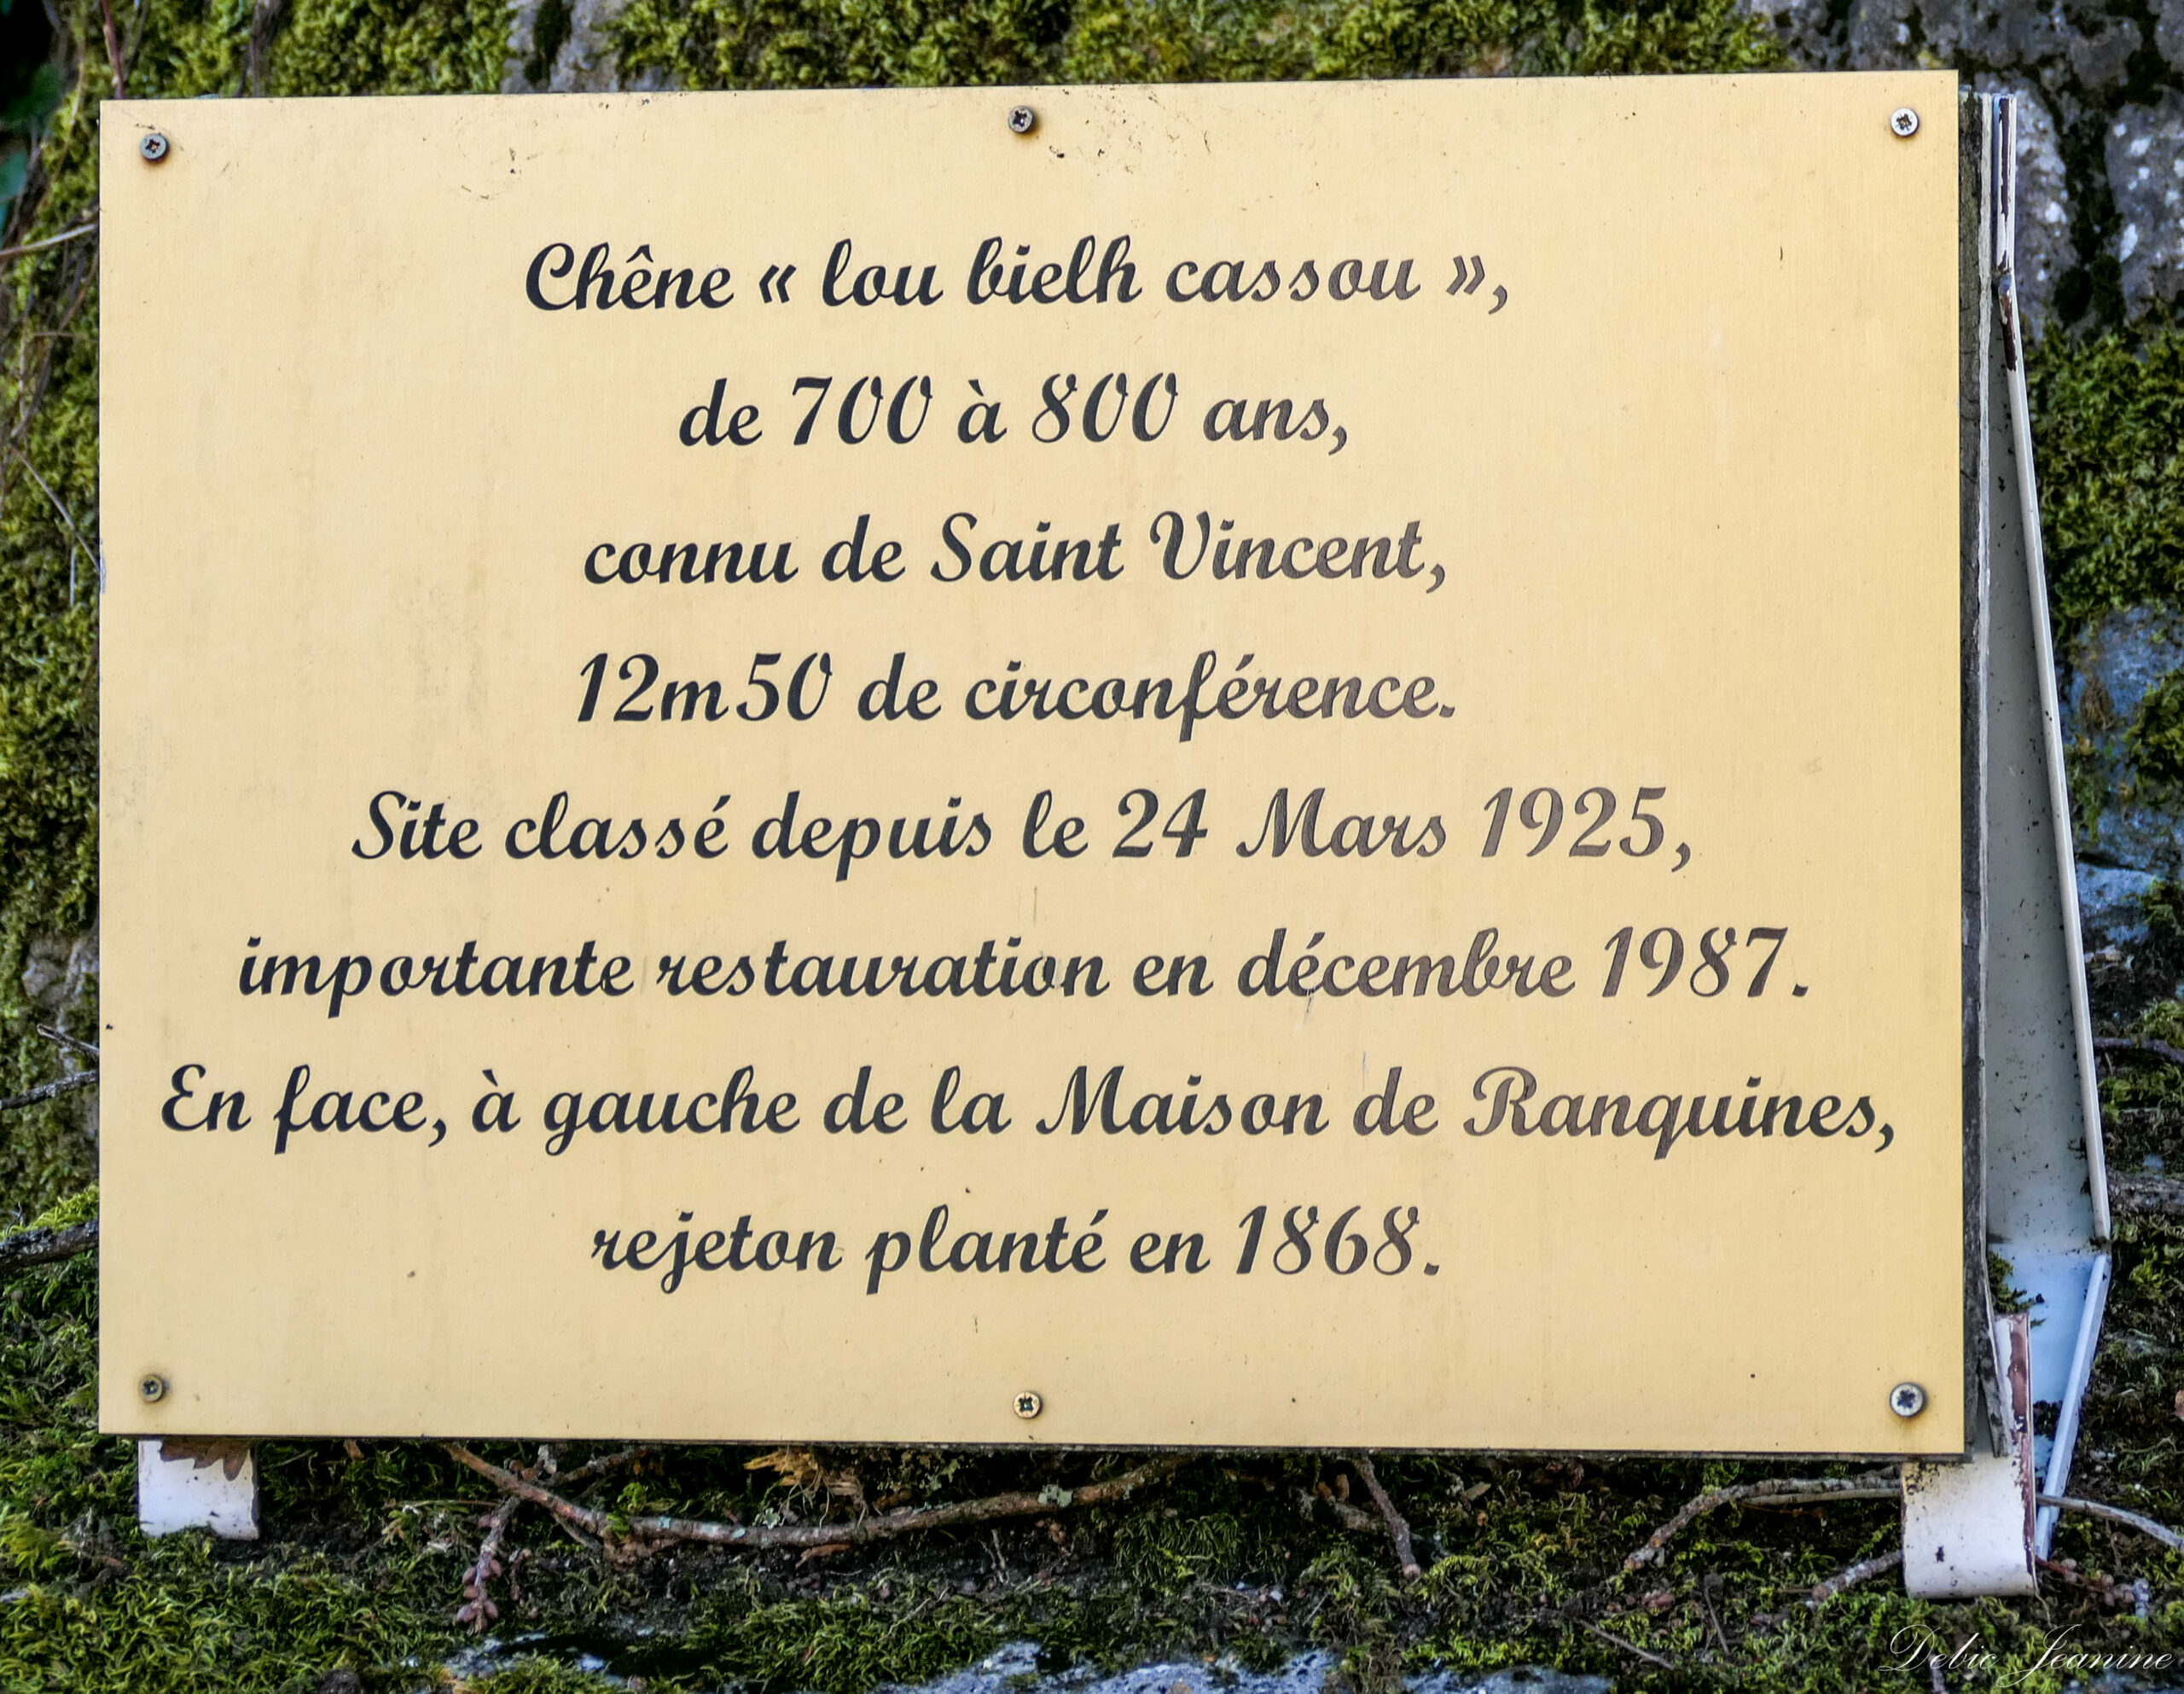 Chêne « lou bielh cassou »,
de 700 à 800 ans,
connu de Saint Vincent,
12m50 de circonférence.
Site classé depuis le 24 Mars 1925,
importante restauration en décembre 1987.
En face, à gauche de la Maison de Ranquines,
rejeton planté en 1868.
Debic Jeanine